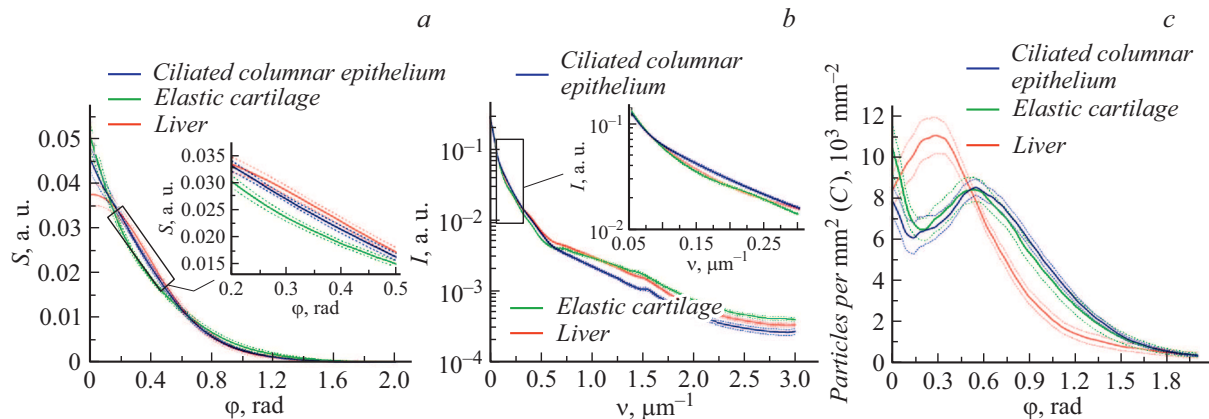 a
Ciliated columnar epithelium
Elastic cartilage
Liver
S, a. u.
0.05
0.04
0.03
0.02
0.01
0
0
0.4
0.8
1.2
1.6
2.0
φ, rad
S, a. u.
0.035
0.030
0.025
0.020
0.015
0.2
0.3
0.4
0.5
φ, rad
b
Ciliated columnar
epithelium
I, a. u.
10⁻¹
10⁻²
10⁻³
10⁻⁴
0
0.5
1.0
1.5
2.0
2.5
3.0
ν, μm⁻¹
I, a. u.
10⁻¹
10⁻²
0.05
0.15
0.25
ν, μm⁻¹
Elastic cartilage
Liver
c
Ciliated columnar
epithelium
Elastic cartilage
Liver
Particles per mm² (C), 10³ mm⁻²
12
10
8
6
4
2
0
0
0.3
0.6
0.9
1.2
1.8
φ, rad